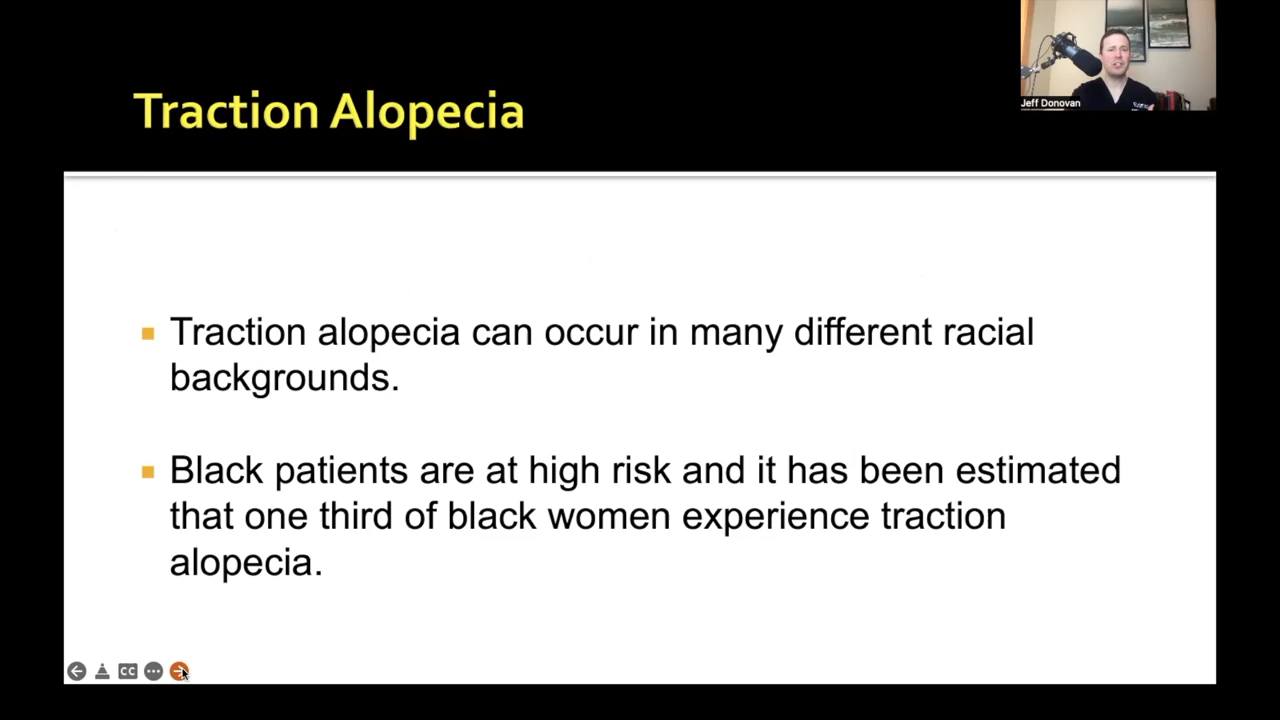 Traction Alopecia
Jeff Donovan
Traction alopecia can occur in many different racial
backgrounds.
Black patients are at high risk and it has been estimated
that one third of black women experience traction
alopecia.
CC